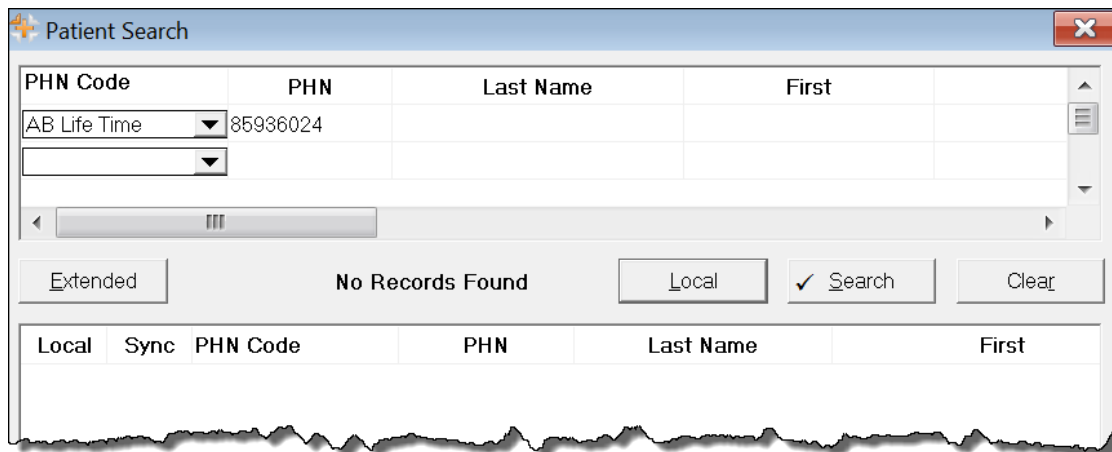 Patient Search
PHN Code PHN Last Name First
AB Life Time 85936024
Extended No Records Found Local Search Clear
Local Sync PHN Code PHN Last Name First